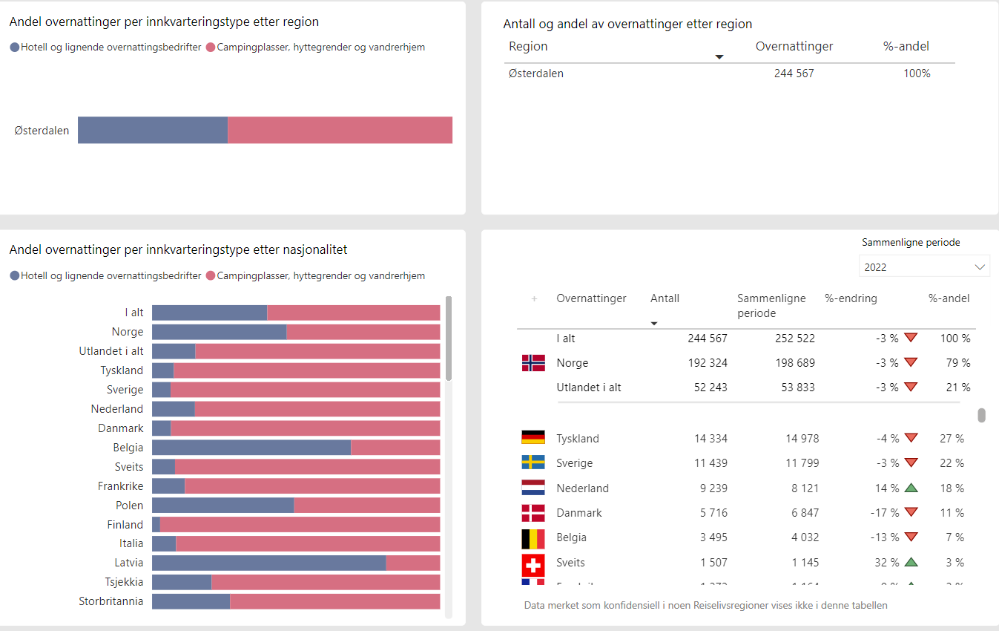 Andel overnattinger per innkvarteringstype etter region
Hotell og lignende overnattingsbedrifter Campingplasser, hyttegrender og vandrerhjem
Østerdalen
Antall og andel av overnattinger etter region
Region Overnattinger %-andel
Østerdalen 244 567 100%
Andel overnattinger per innkvarteringstype etter nasjonalitet
Hotell og lignende overnattingsbedrifter Campingplasser, hyttegrender og vandrerhjem
I alt
Norge
Utlandet i alt
Tyskland
Sverige
Nederland
Danmark
Belgia
Sveits
Frankrike
Polen
Finland
Italia
Latvia
Tsjekkia
Storbritannia
Sammenligne periode
2022
+ Overnattinger Antall Sammenligne periode %-endring %-andel
I alt 244 567 252 522 -3 % 100 %
Norge 192 324 198 689 -3 % 79 %
Utlandet i alt 52 243 53 833 -3 % 21 %
Tyskland 14 334 14 978 -4 % 27 %
Sverige 11 439 11 799 -3 % 22 %
Nederland 9 239 8 121 14 % 18 %
Danmark 5 716 6 847 -17 % 11 %
Belgia 3 495 4 032 -13 % 7 %
Sveits 1 507 1 145 32 % 3 %
Data merket som konfidensiell i noen Reiselivsregioner vises ikke i denne tabellen